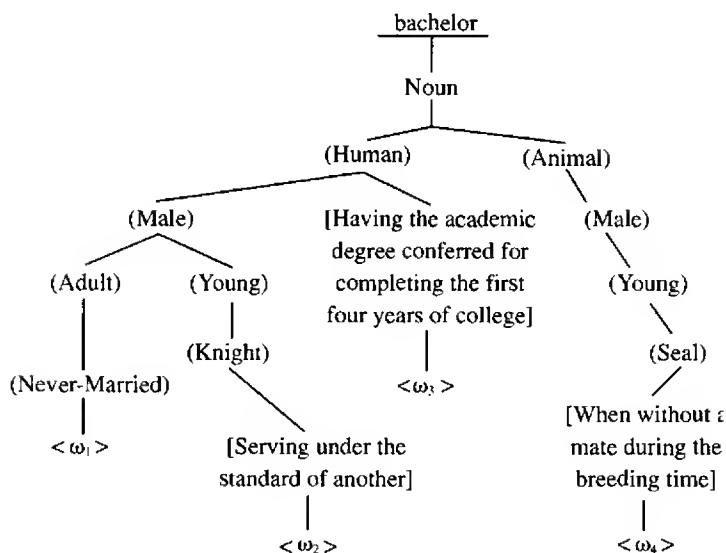 bachelor
Noun
(Human) (Animal)
(Male) [Having the academic (Male)
degree conferred for
(Adult) (Young) completing the first (Young)
four years of college]
(Knight) (Seal)
(Never-Married) <ω₃>
[When without a
<ω₁> [Serving under the mate during the
standard of another] breeding time]
<ω₂> <ω₄>